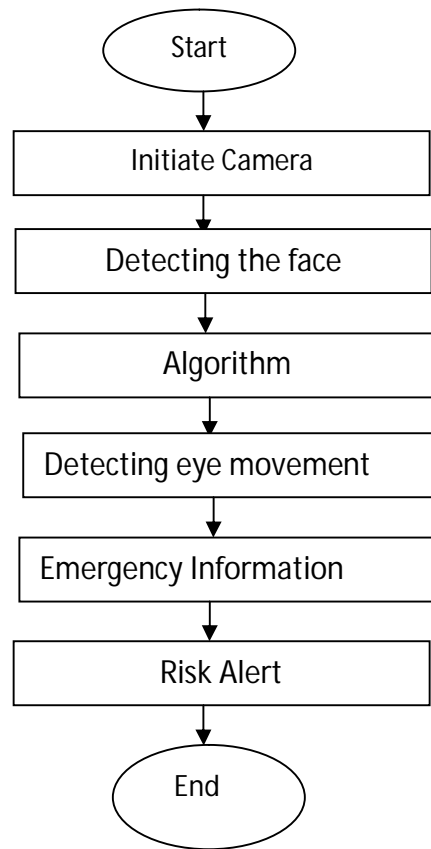 Start
Initiate Camera
Detecting the face
Algorithm
Detecting eye movement
Emergency Information
Risk Alert
End